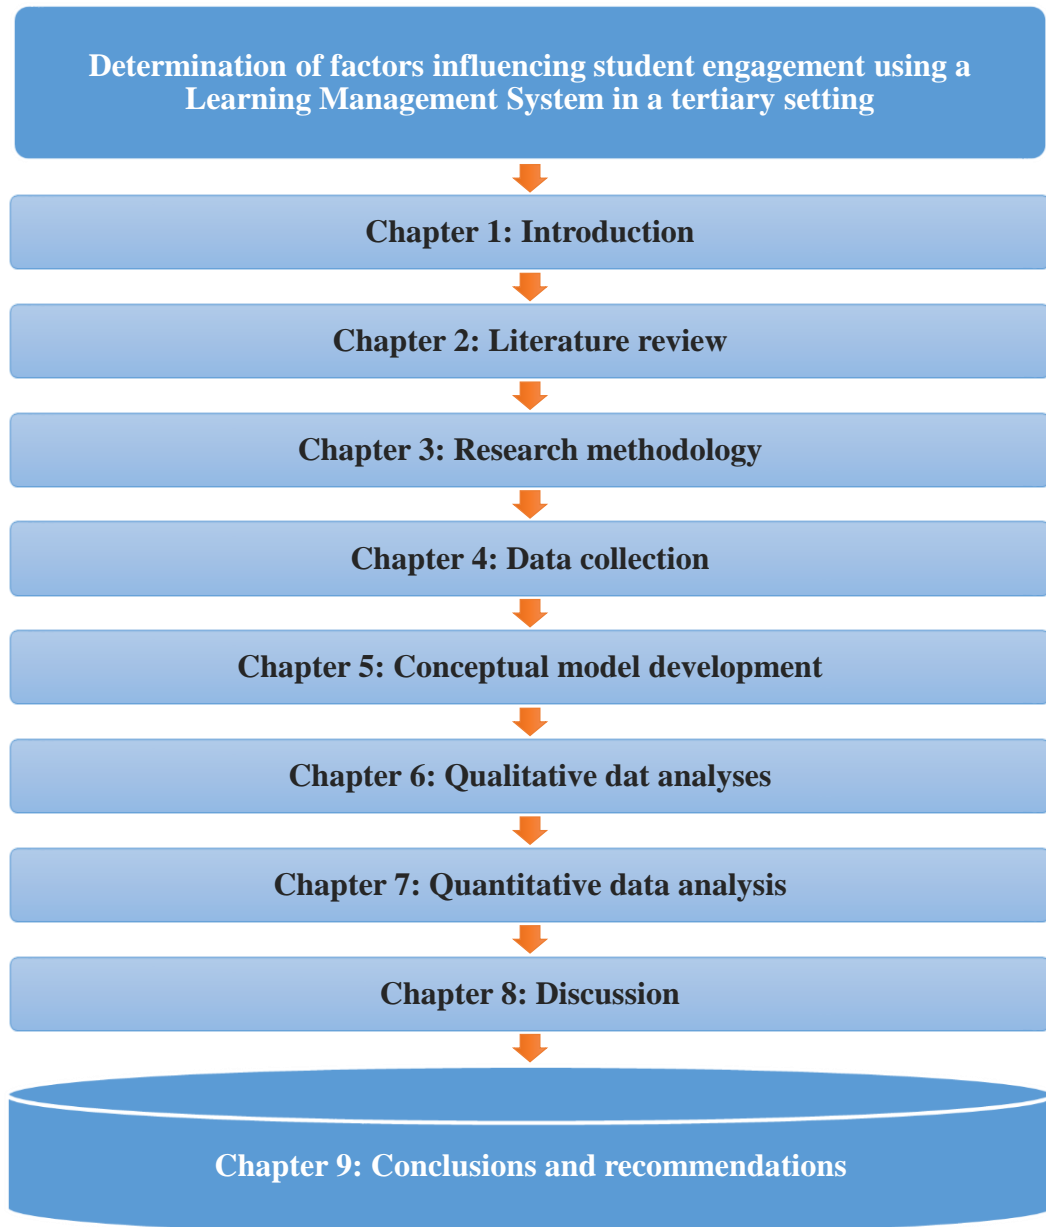 Determination of factors influencing student engagement using a
Learning Management System in a tertiary setting
Chapter 1: Introduction
Chapter 2: Literature review
Chapter 3: Research methodology
Chapter 4: Data collection
Chapter 5: Conceptual model development
Chapter 6: Qualitative dat analyses
Chapter 7: Quantitative data analysis
Chapter 8: Discussion
Chapter 9: Conclusions and recommendations